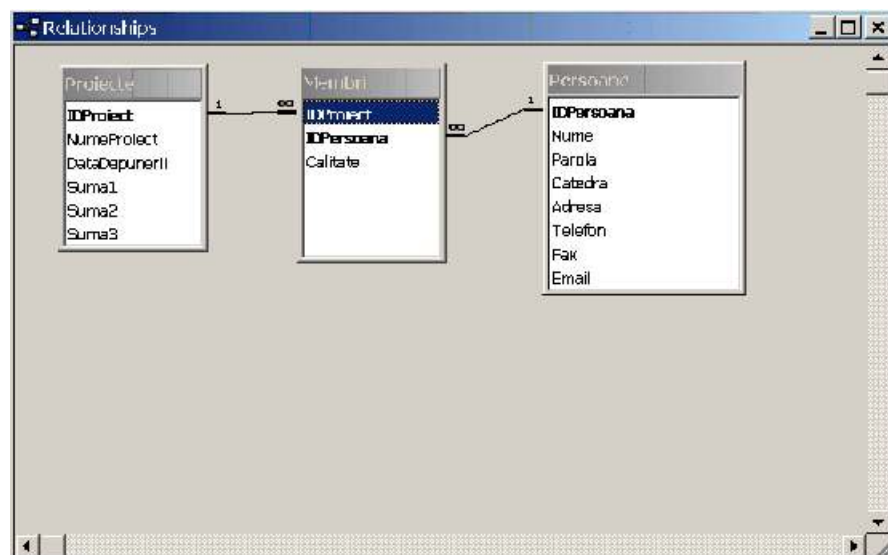 Relationships
Proiecte
IDProiect
NumeProiect
DataDepunerii
Suma1
Suma2
Suma3
1
∞
Membri
IDProiect
IDPersoana
Calitate
∞
1
Persoane
IDPersoana
Nume
Parola
Catedra
Adresa
Telefon
Fax
Email